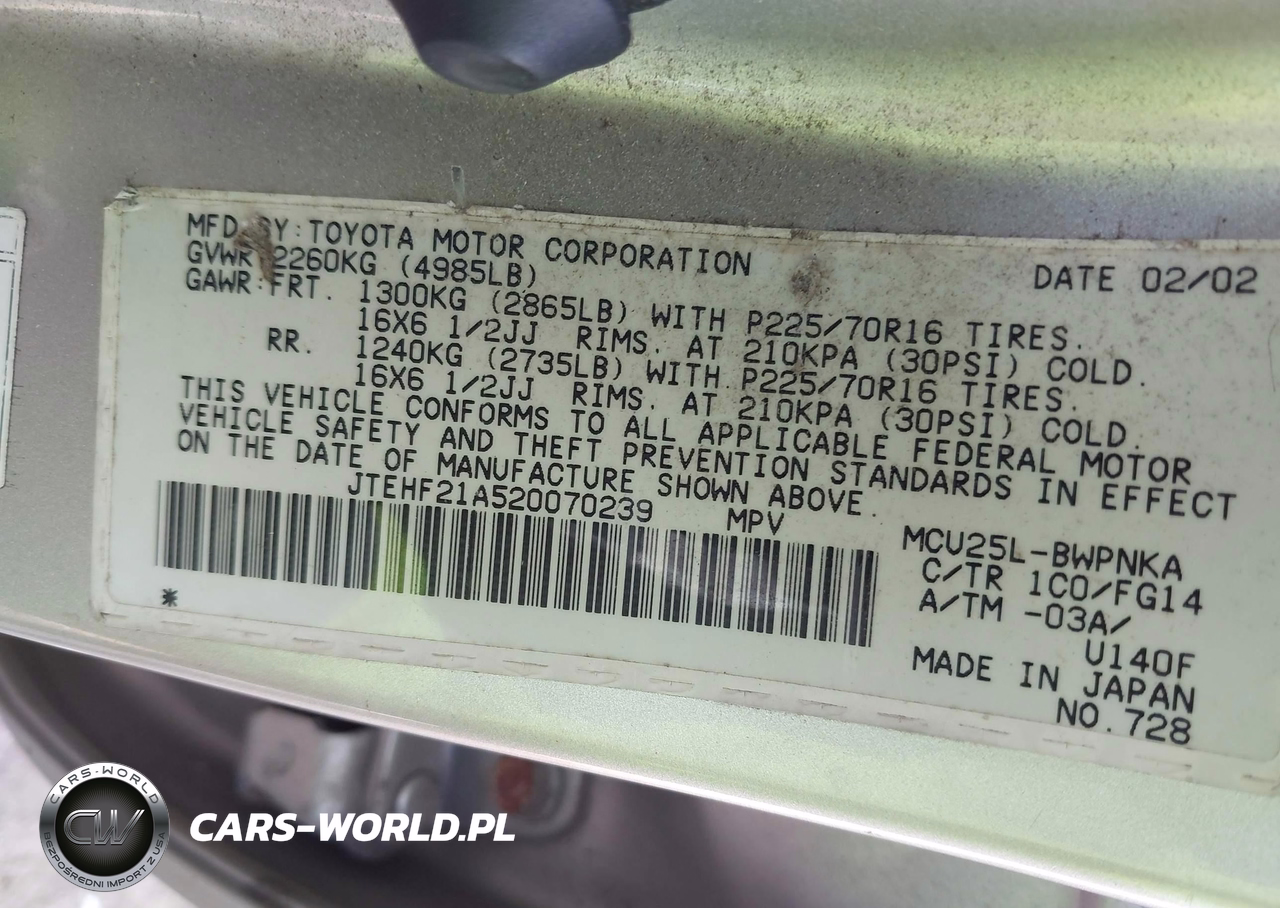 MFD BY:TOYOTA MOTOR CORPORATION DATE 02/02
GVWR 2260KG (4985LB)
GAWR:FRT. 1300KG (2865LB) WITH P225/70R16 TIRES.
16X6 1/2JJ RIMS. AT 210KPA (30PSI) COLD.
RR. 1240KG (2735LB) WITH P225/70R16 TIRES.
16X6 1/2JJ RIMS. AT 210KPA (30PSI) COLD.
THIS VEHICLE CONFORMS TO ALL APPLICABLE FEDERAL MOTOR
VEHICLE SAFETY AND THEFT PREVENTION STANDARDS IN EFFECT
ON THE DATE OF MANUFACTURE SHOWN ABOVE.
JTEHF21A520070239 MPV
MCU25L-BWPNKA
C/TR 1C0/FG14
A/TM -03A/
U140F
MADE IN JAPAN
NO.728
*
CARS-WORLD
CW
BEZPOŚREDNI IMPORT Z USA
CARS-WORLD.PL